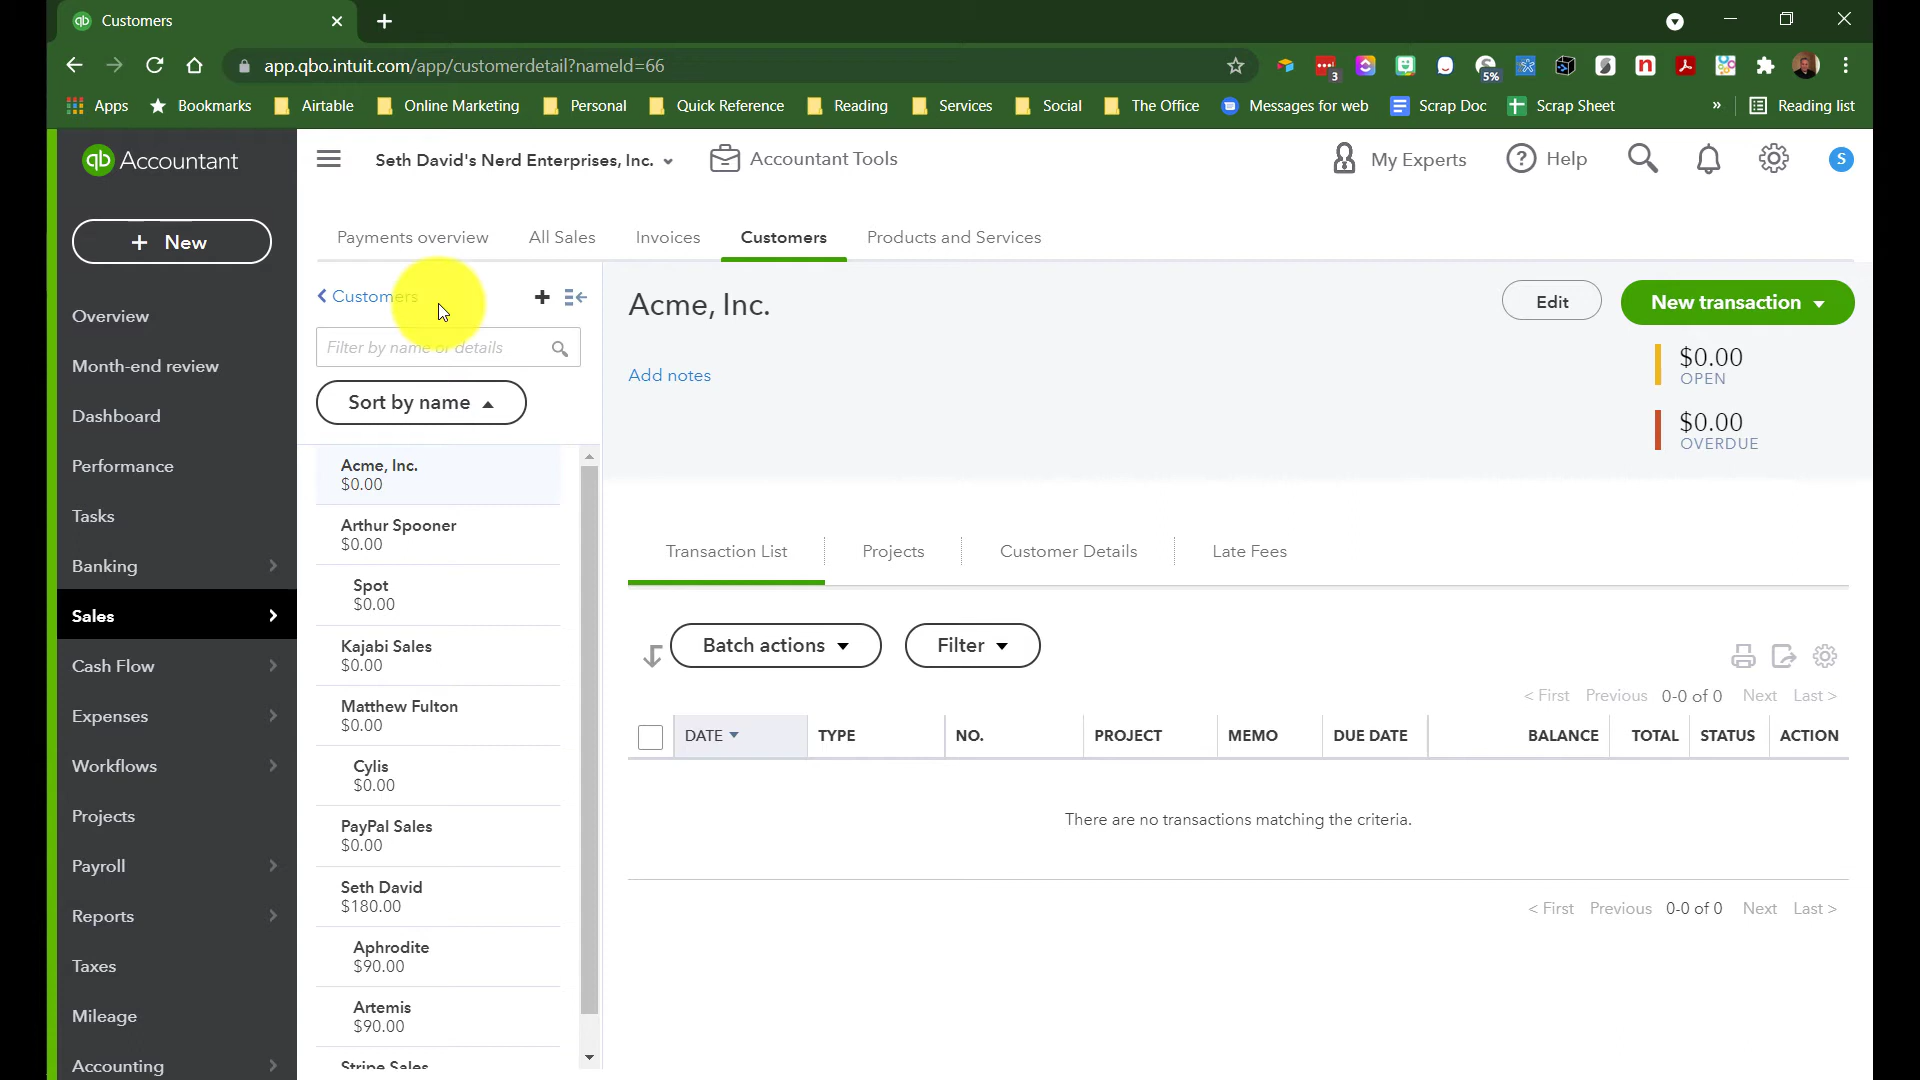 Customers
app.qbo.intuit.com/app/customerdetail?nameId=66
3
5%
Apps
Bookmarks
Airtable
Online Marketing
Personal
Quick Reference
Reading
Services
Social
The Office
Messages for web
Scrap Doc
Scrap Sheet
»
Reading list
qb Accountant
Seth David's Nerd Enterprises, Inc.
Accountant Tools
My Experts
Help
S
+ New
Overview
Month-end review
Dashboard
Performance
Tasks
Banking
Sales
Cash Flow
Expenses
Workflows
Projects
Payroll
Reports
Taxes
Mileage
Accounting
Payments overview
All Sales
Invoices
Customers
Products and Services
Customers
Filter by name or details
Sort by name
Acme, Inc.
$0.00
Arthur Spooner
$0.00
Spot
$0.00
Kajabi Sales
$0.00
Matthew Fulton
$0.00
Cylis
$0.00
PayPal Sales
$0.00
Seth David
$180.00
Aphrodite
$90.00
Artemis
$90.00
Stripe Sales
Acme, Inc.
Edit
New transaction
Add notes
$0.00
OPEN
$0.00
OVERDUE
Transaction List
Projects
Customer Details
Late Fees
Batch actions
Filter
< First Previous 0-0 of 0 Next Last >
DATE TYPE NO. PROJECT MEMO DUE DATE BALANCE TOTAL STATUS ACTION
There are no transactions matching the criteria.
< First Previous 0-0 of 0 Next Last >